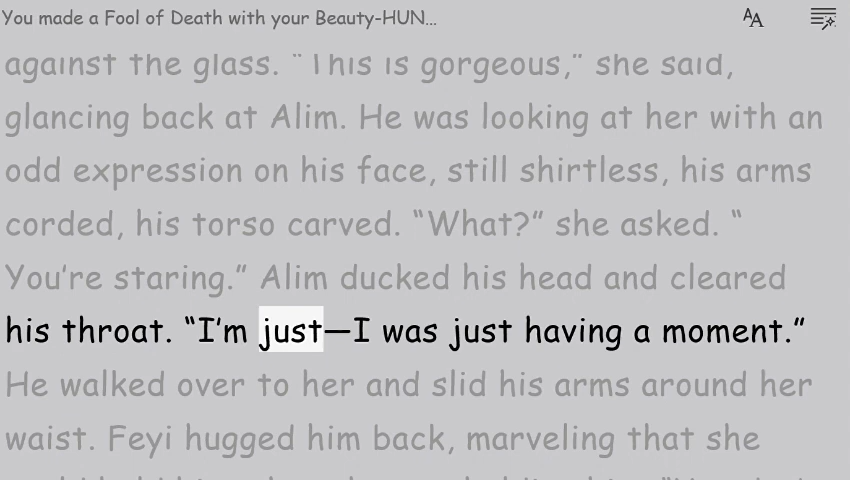 You made a Fool of Death with your Beauty-HUN...
against the glass. “This is gorgeous,” she said,
glancing back at Alim. He was looking at her with an
odd expression on his face, still shirtless, his arms
corded, his torso carved. “What?” she asked. “
You’re staring.” Alim ducked his head and cleared
his throat. “I’m just—I was just having a moment.”
He walked over to her and slid his arms around her
waist. Feyi hugged him back, marveling that she